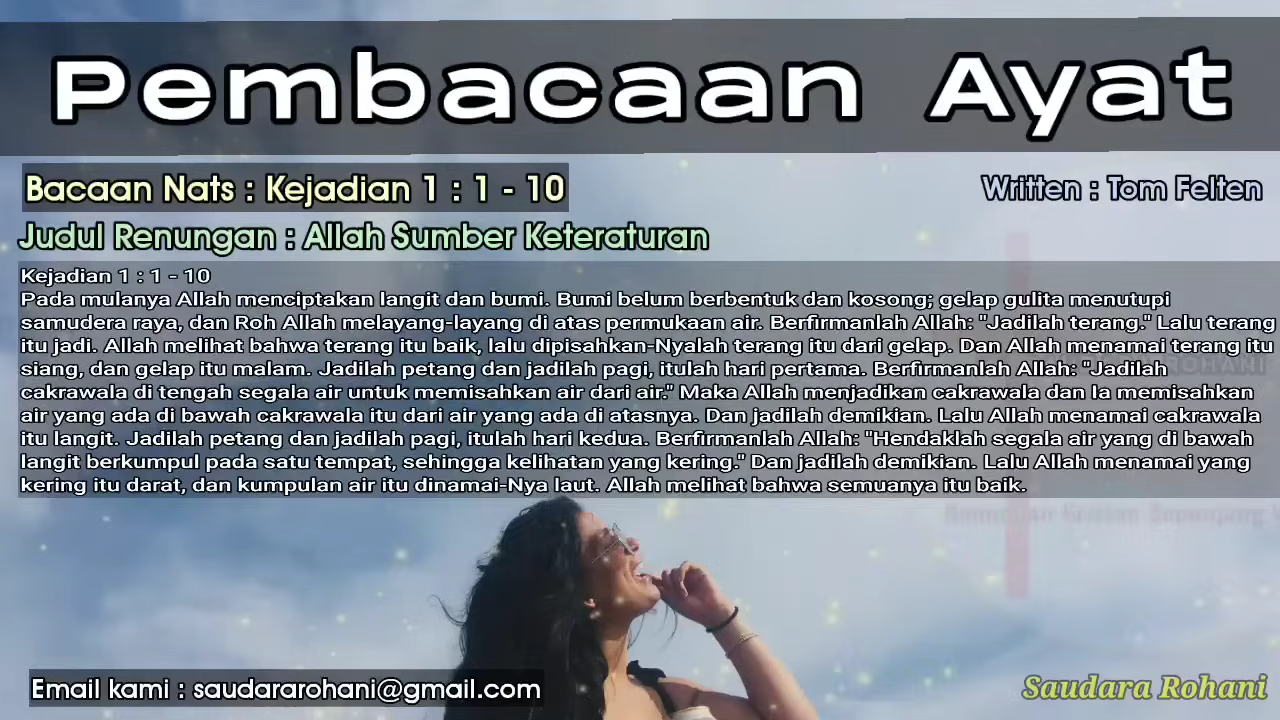 Pembacaan Ayat
Bacaan Nats : Kejadian 1 : 1 - 10
Written : Tom Felten
Judul Renungan : Allah Sumber Keteraturan
Kejadian 1 : 1 - 10
Pada mulanya Allah menciptakan langit dan bumi. Bumi belum berbentuk dan kosong; gelap gulita menutupi
samudera raya, dan Roh Allah melayang-layang di atas permukaan air. Berfirmanlah Allah: "Jadilah terang." Lalu terang
itu jadi. Allah melihat bahwa terang itu baik, lalu dipisahkan-Nyalah terang itu dari gelap. Dan Allah menamai terang itu
siang, dan gelap itu malam. Jadilah petang dan jadilah pagi, itulah hari pertama. Berfirmanlah Allah: "Jadilah
cakrawala di tengah segala air untuk memisahkan air dari air." Maka Allah menjadikan cakrawala dan Ia memisahkan
air yang ada di bawah cakrawala itu dari air yang ada di atasnya. Dan jadilah demikian. Lalu Allah menamai cakrawala
itu langit. Jadilah petang dan jadilah pagi, itulah hari kedua. Berfirmanlah Allah: "Hendaklah segala air yang di bawah
langit berkumpul pada satu tempat, sehingga kelihatan yang kering." Dan jadilah demikian. Lalu Allah menamai yang
kering itu darat, dan kumpulan air itu dinamai-Nya laut. Allah melihat bahwa semuanya itu baik.
ROHANI
Email kami : saudararohani@gmail.com
Saudara Rohani